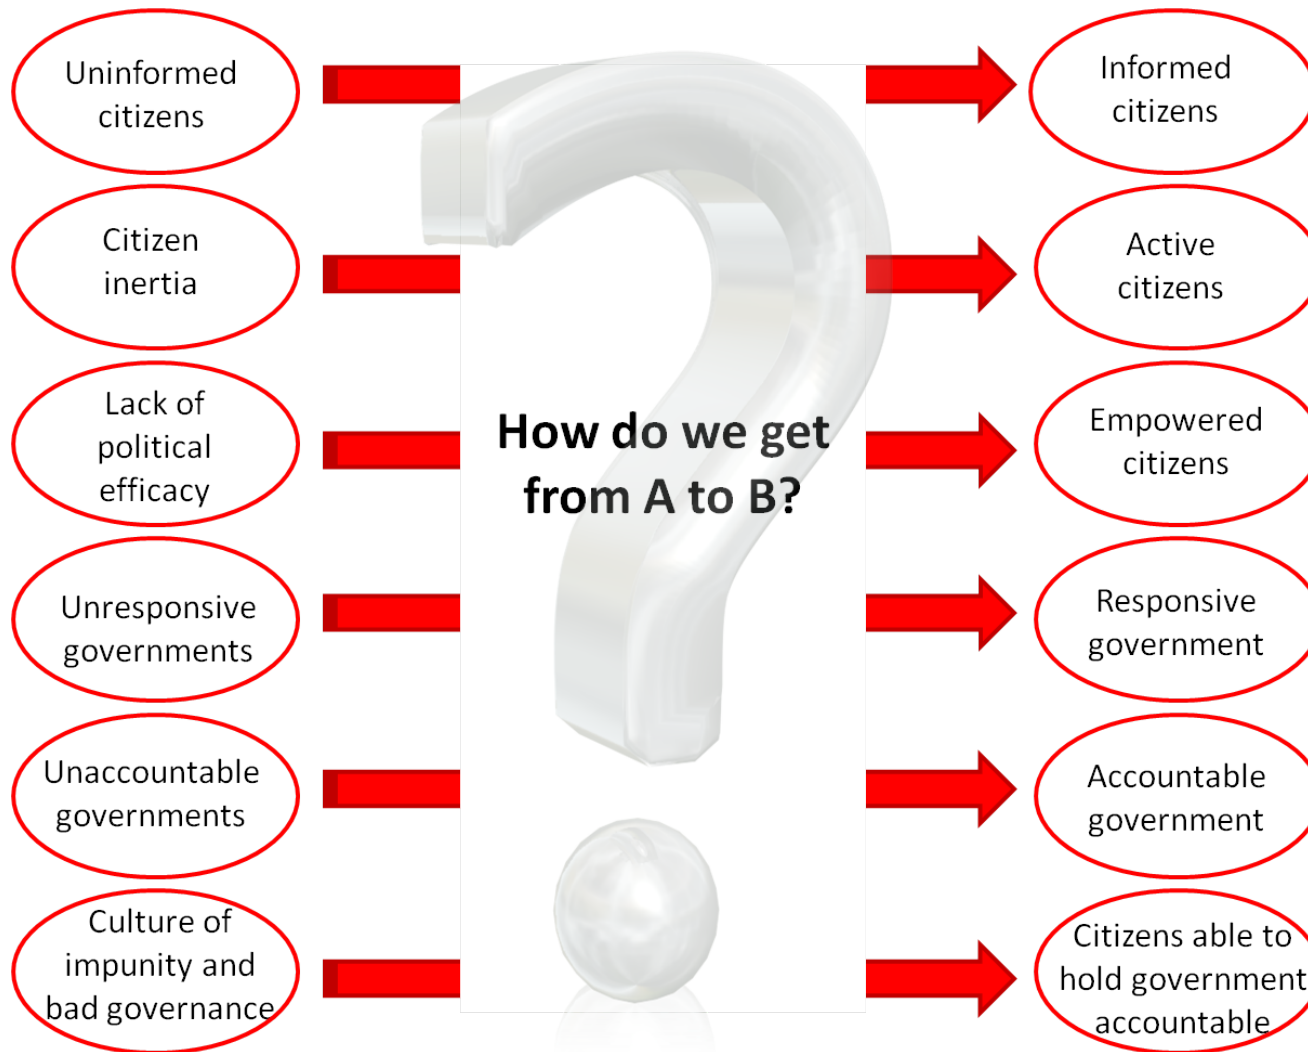 Uninformed
citizens
Informed
citizens
Citizen
inertia
Active
citizens
Lack of
political
efficacy
How do we get
from A to B?
Empowered
citizens
Unresponsive
governments
Responsive
government
Unaccountable
governments
Accountable
government
Culture of
impunity and
bad governance
Citizens able to
hold government
accountable